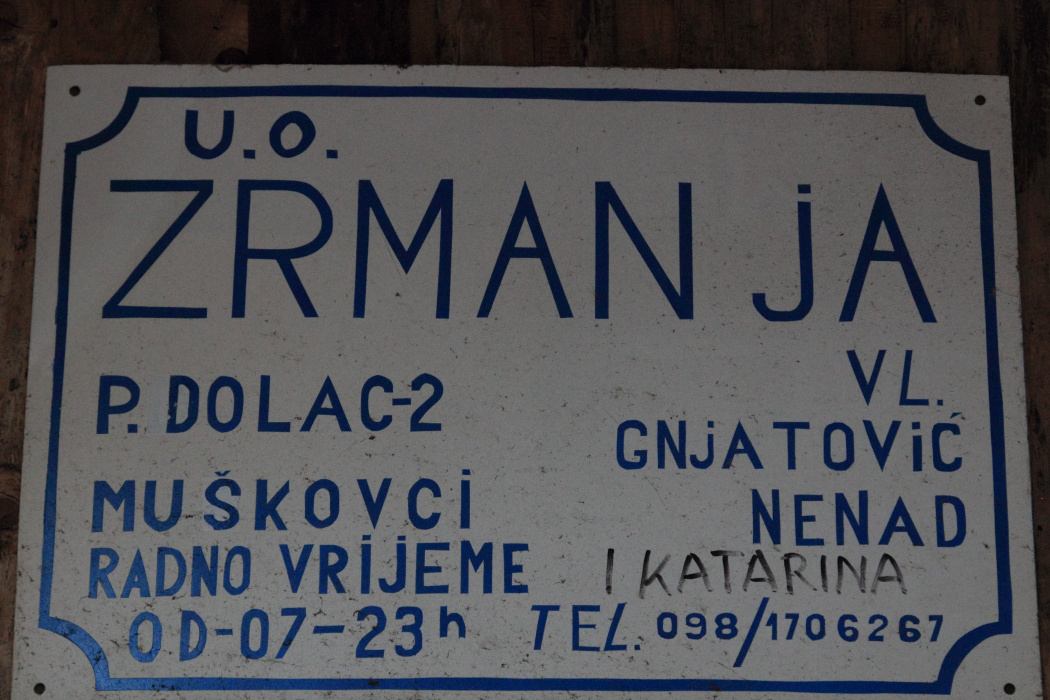 U.O.
ZRMANjA
P. DOLAC-2
VL.
GNjATOViĆ
MUŠKOVCi
NENAD
RADNO VRiJEME
I KATARINA
OD-07-23h
TEL. 098/1706267